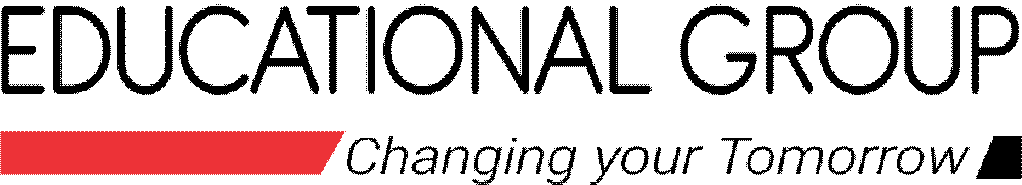 EDUCATIONAL GROUP
Changing your Tomorrow